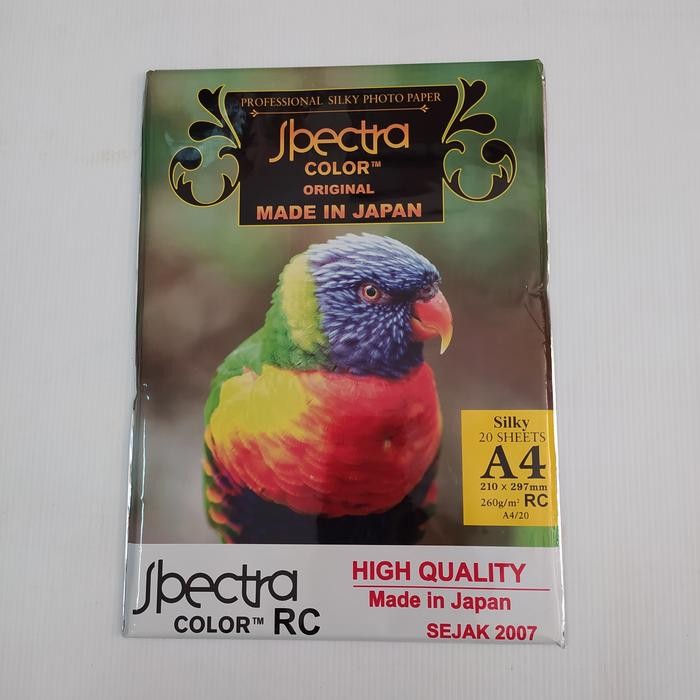 PROFESSIONAL SILKY PHOTO PAPER
Spectra
COLOR™
ORIGINAL
MADE IN JAPAN
Silky
20 SHEETS
A4
210 x 297mm
260g/m² RC
A4/20
Spectra
COLOR™ RC
HIGH QUALITY
Made in Japan
SEJAK 2007